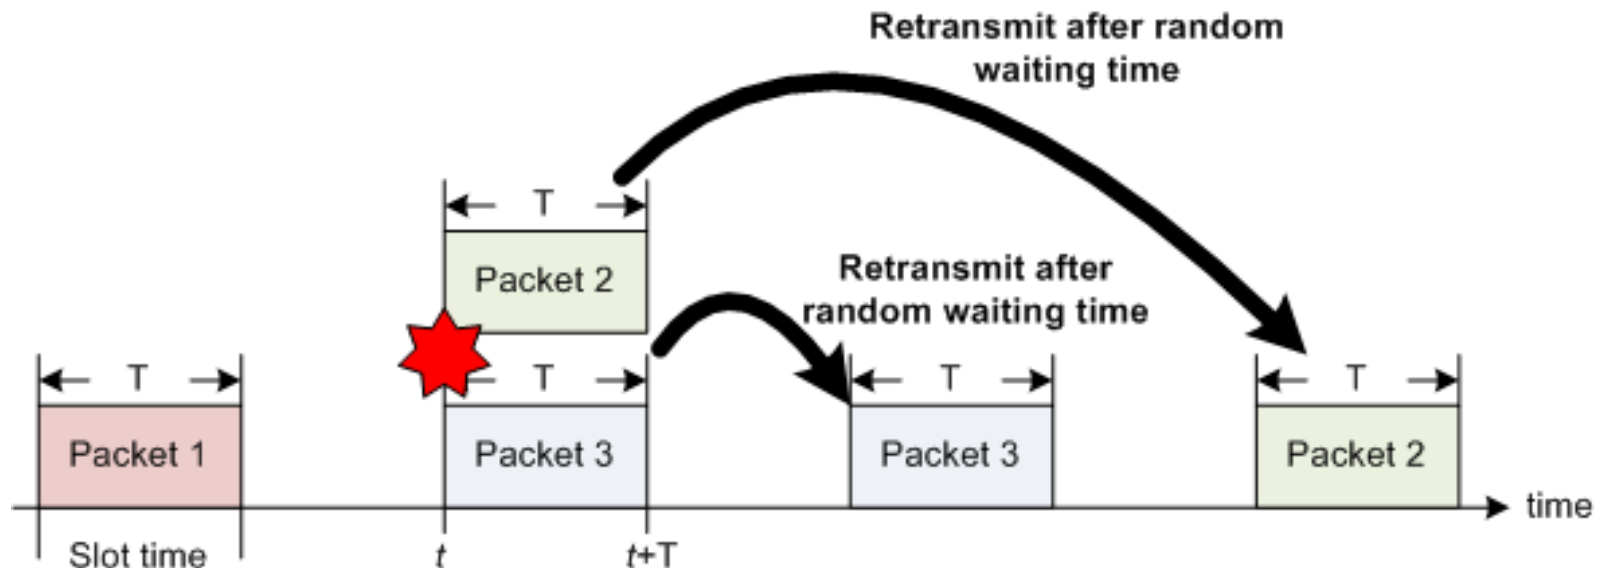 Retransmit after random
waiting time
T
Packet 2
Retransmit after
random waiting time
T
T
T
T
Packet 1
Packet 3
Packet 3
Packet 2
time
Slot time
t
t+T